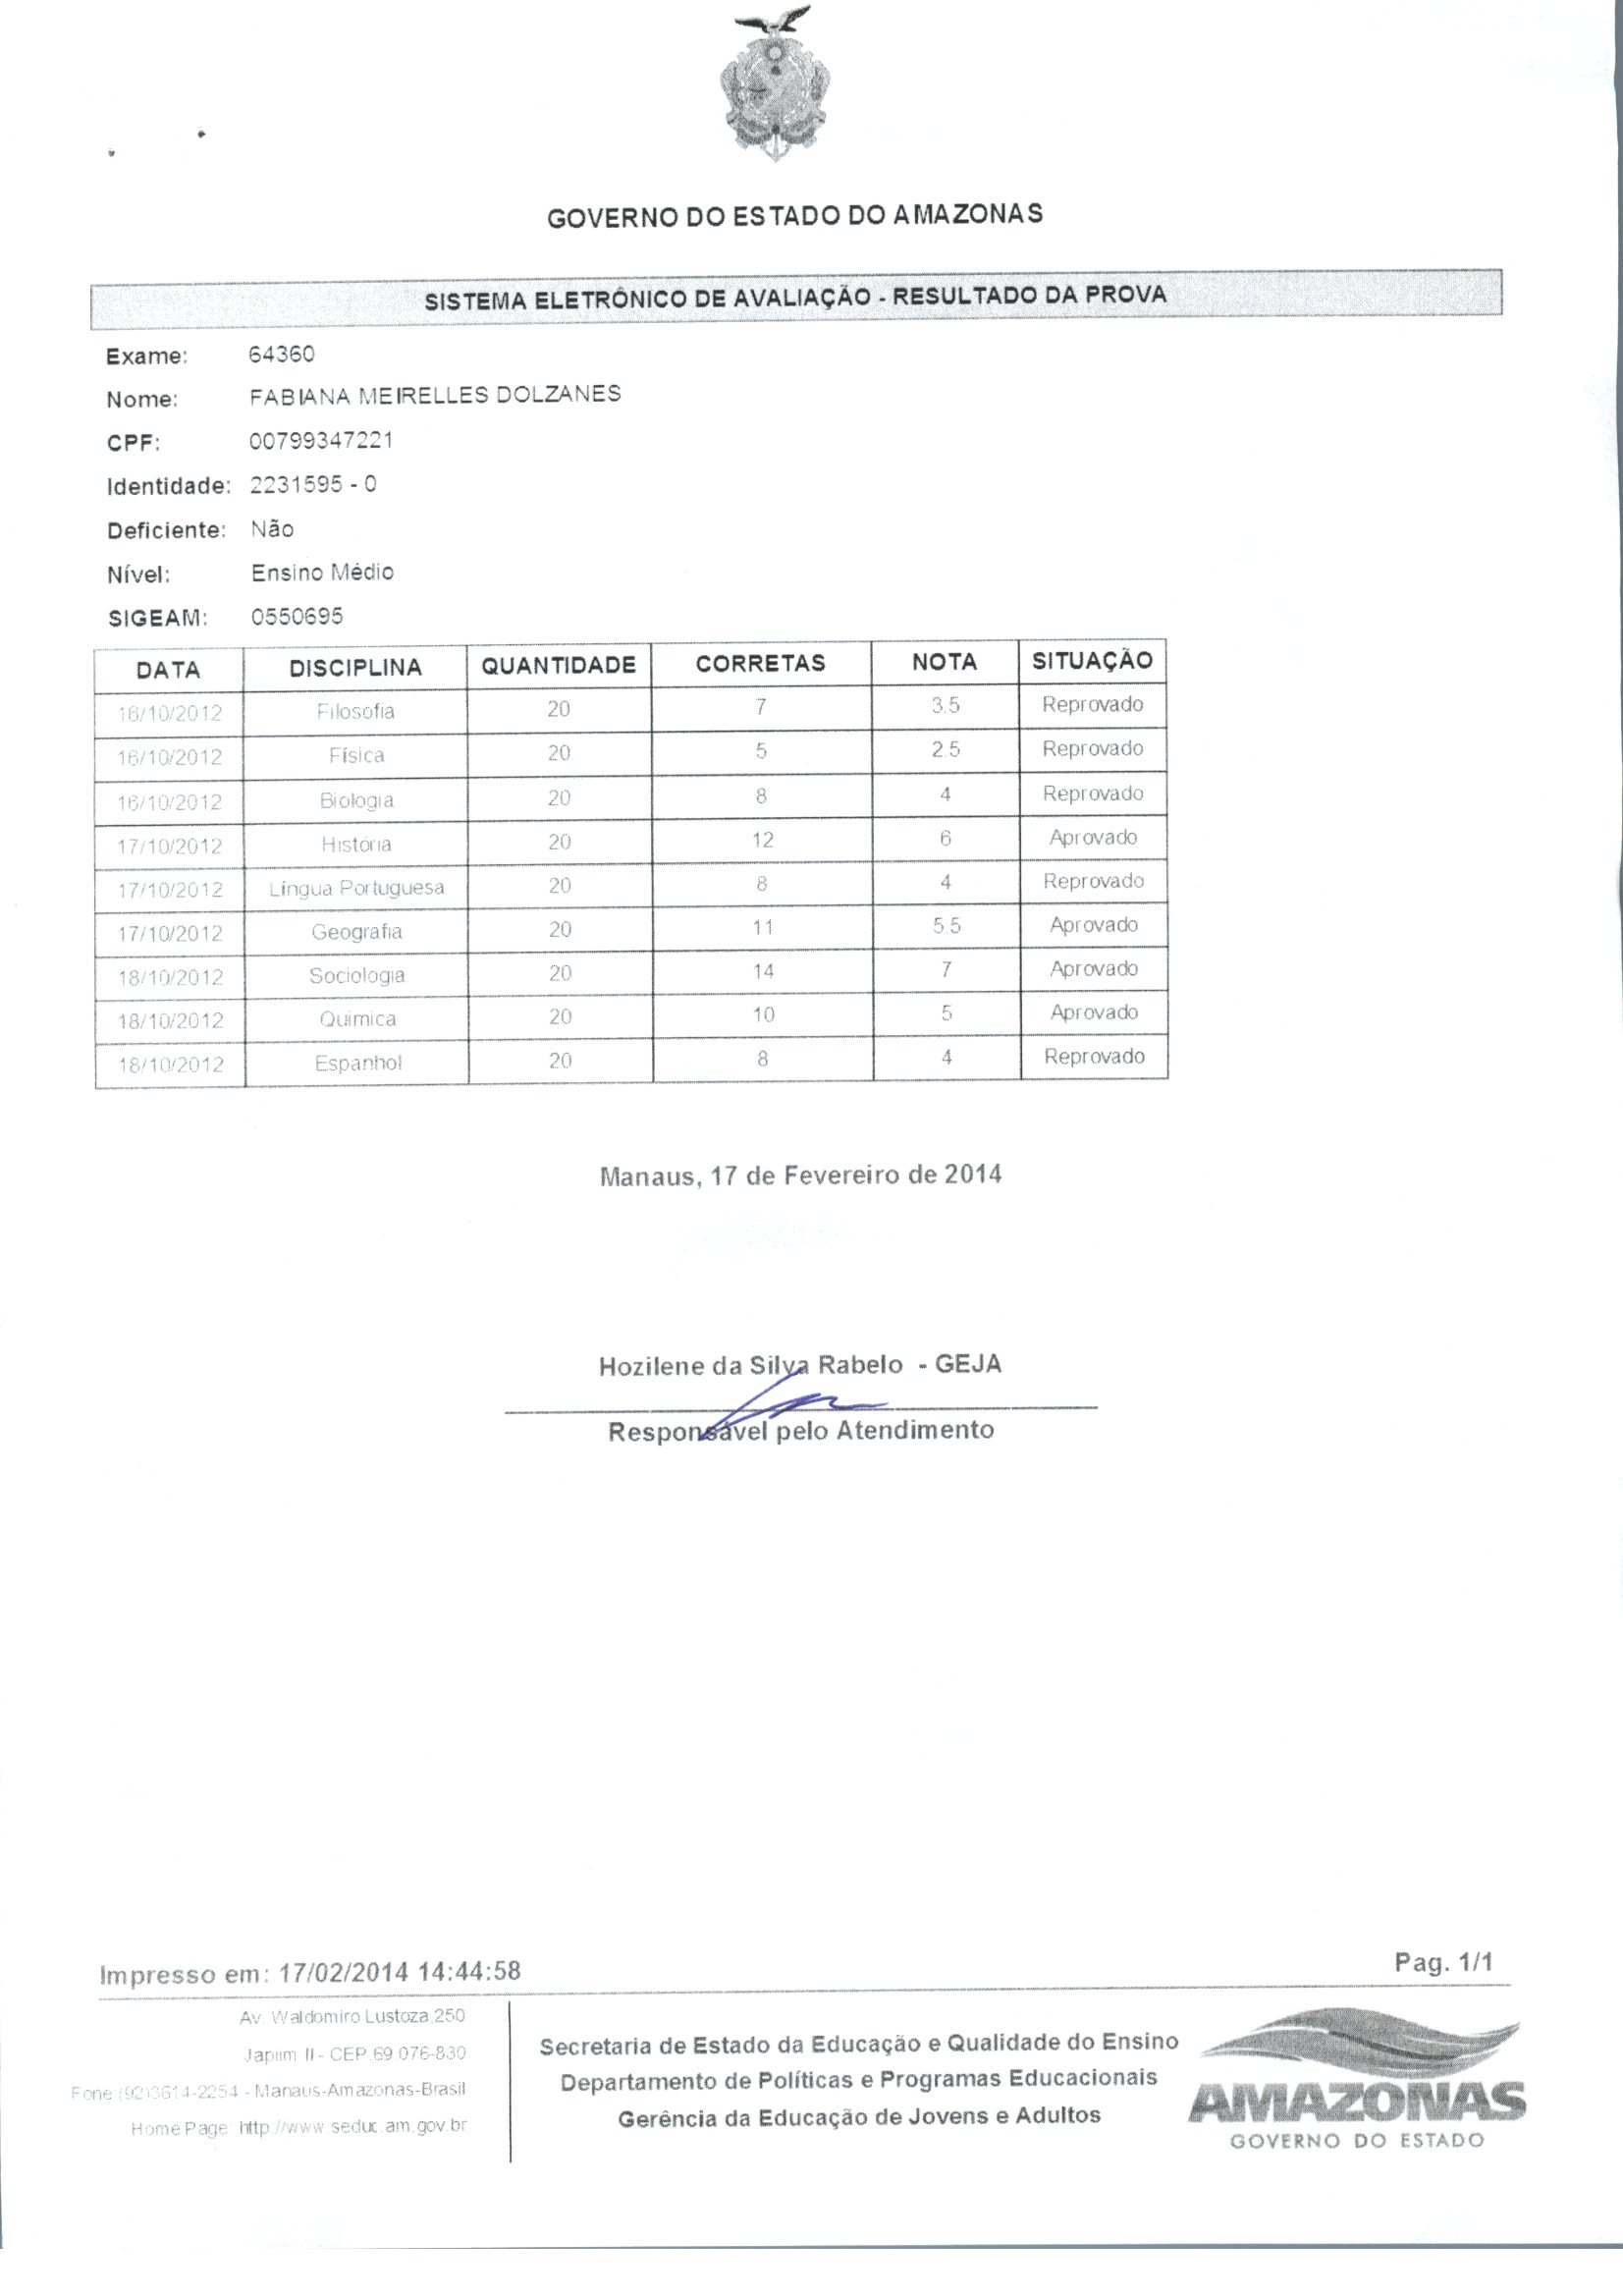 GOVERNO DO ESTADO DO AMAZONAS
SISTEMA ELETRÔNICO DE AVALIAÇÃO - RESULTADO DA PROVA
Exame: 64360
Nome: FABIANA MEIRELLES DOLZANES
CPF: 00799347221
Identidade: 2231595 - 0
Deficiente: Não
Nível: Ensino Médio
SIGEAM: 0550695
DATA DISCIPLINA QUANTIDADE CORRETAS NOTA SITUAÇÃO
16/10/2012 Filosofia 20 7 3.5 Reprovado
16/10/2012 Física 20 5 2.5 Reprovado
16/10/2012 Biologia 20 8 4 Reprovado
17/10/2012 História 20 12 6 Aprovado
17/10/2012 Língua Portuguesa 20 8 4 Reprovado
17/10/2012 Geografia 20 11 5.5 Aprovado
18/10/2012 Sociologia 20 14 7 Aprovado
18/10/2012 Química 20 10 5 Aprovado
18/10/2012 Espanhol 20 8 4 Reprovado
Manaus, 17 de Fevereiro de 2014
Hozilene da Silva Rabelo - GEJA
Responsável pelo Atendimento
Impresso em: 17/02/2014 14:44:58
Pag. 1/1
Av. Waldomiro Lustoza,250
Japiim II - CEP.69.076-830
Fone:(92)3614-2254 - Manaus-Amazonas-Brasil
Home Page: http://www.seduc.am.gov.br
Secretaria de Estado da Educação e Qualidade do Ensino
Departamento de Políticas e Programas Educacionais
Gerência da Educação de Jovens e Adultos
AMAZONAS
GOVERNO DO ESTADO